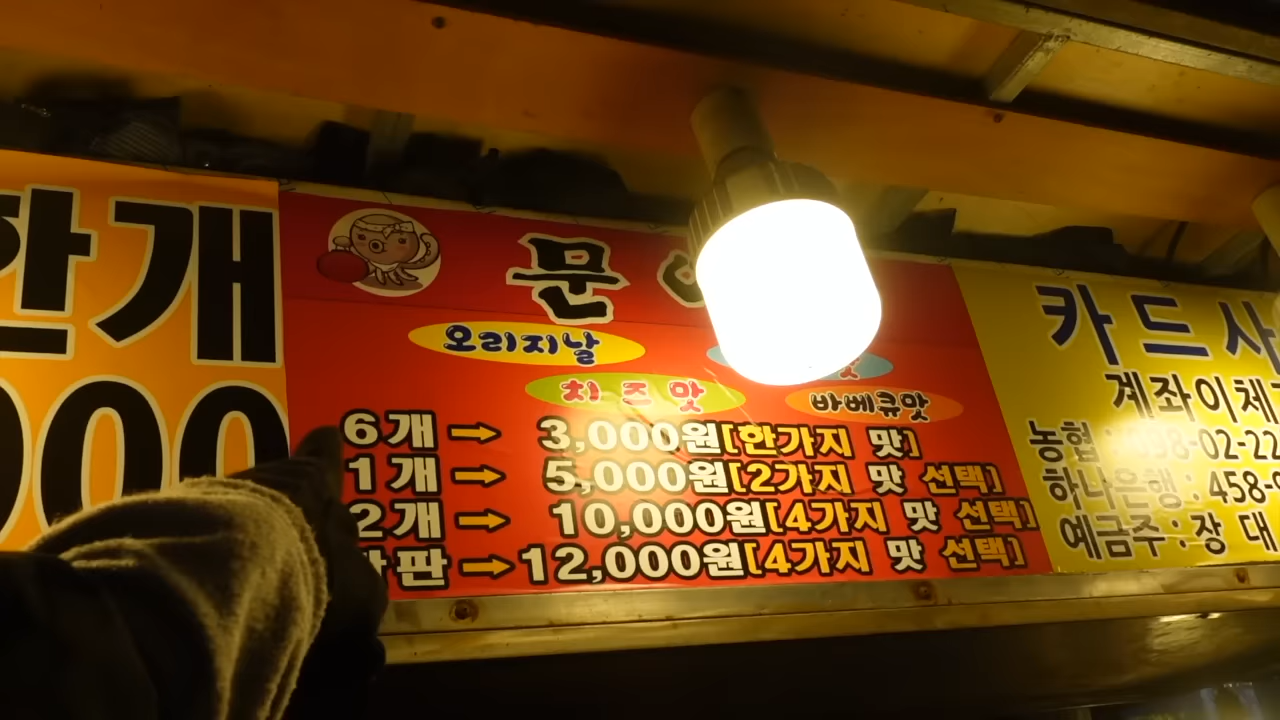 한개
000
문
오리지날
치즈맛
바베큐맛
6개 → 3,000원[한가지 맛]
1개 → 5,000원[2가지 맛 선택]
2개 → 10,000원[4가지 맛 선택]
판 → 12,000원[4가지 맛 선택]
카드사
계좌이체
농협 : 02-22
하나은행 : 458-
예금주 : 장 대